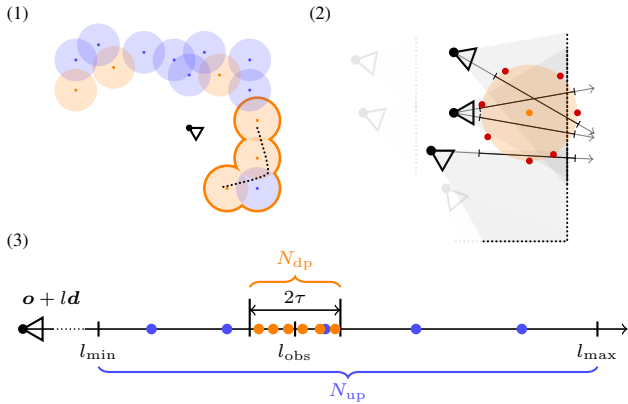 (1)
(2)
(3)
N_dp
2τ
o + ld
l_min
l_obs
l_max
N_up